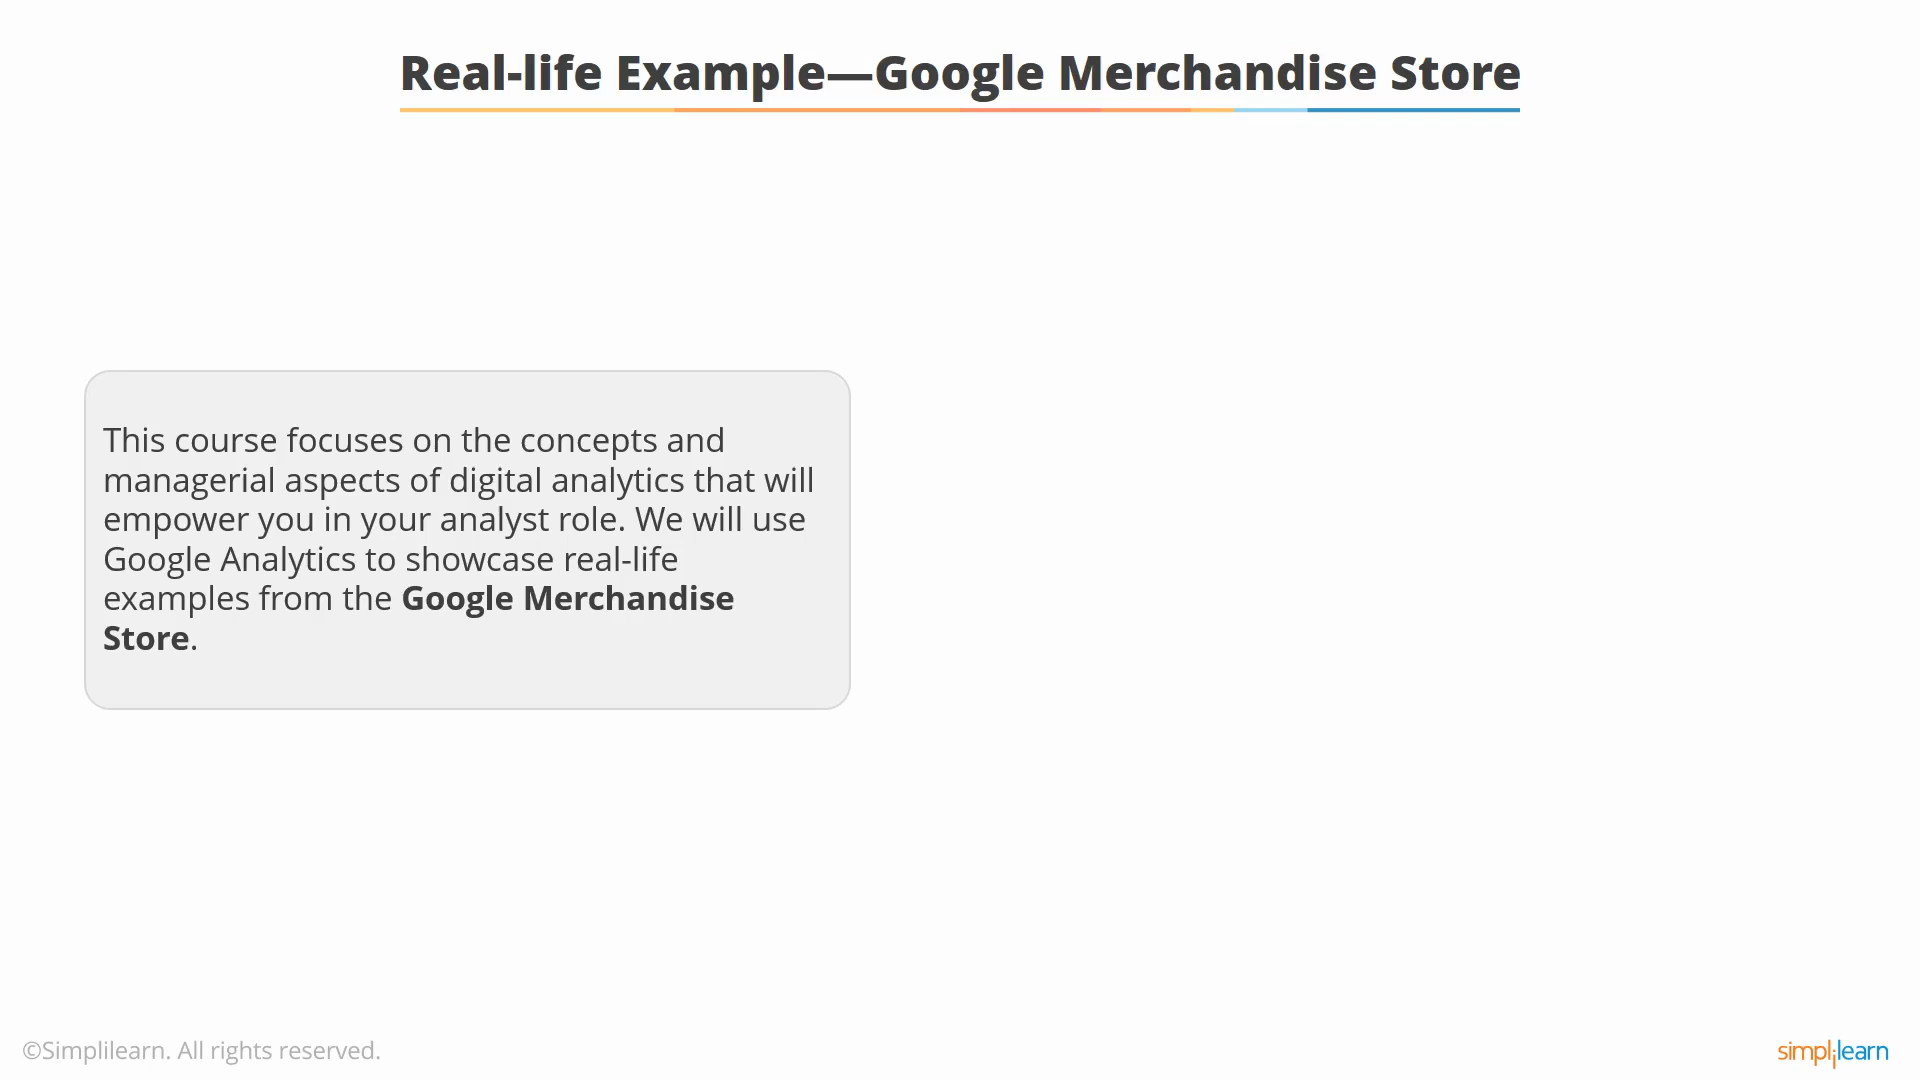 Real-life Example—Google Merchandise Store
This course focuses on the concepts and
managerial aspects of digital analytics that will
empower you in your analyst role. We will use
Google Analytics to showcase real-life
examples from the Google Merchandise
Store.
©Simplilearn. All rights reserved.
simplilearn